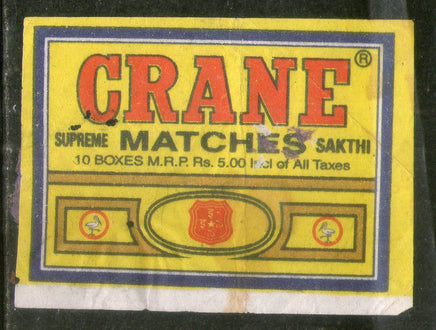 CRANE ®
SUPREME MATCHES SAKTHI
10 BOXES M.R.P. Rs. 5.00 Incl of All Taxes